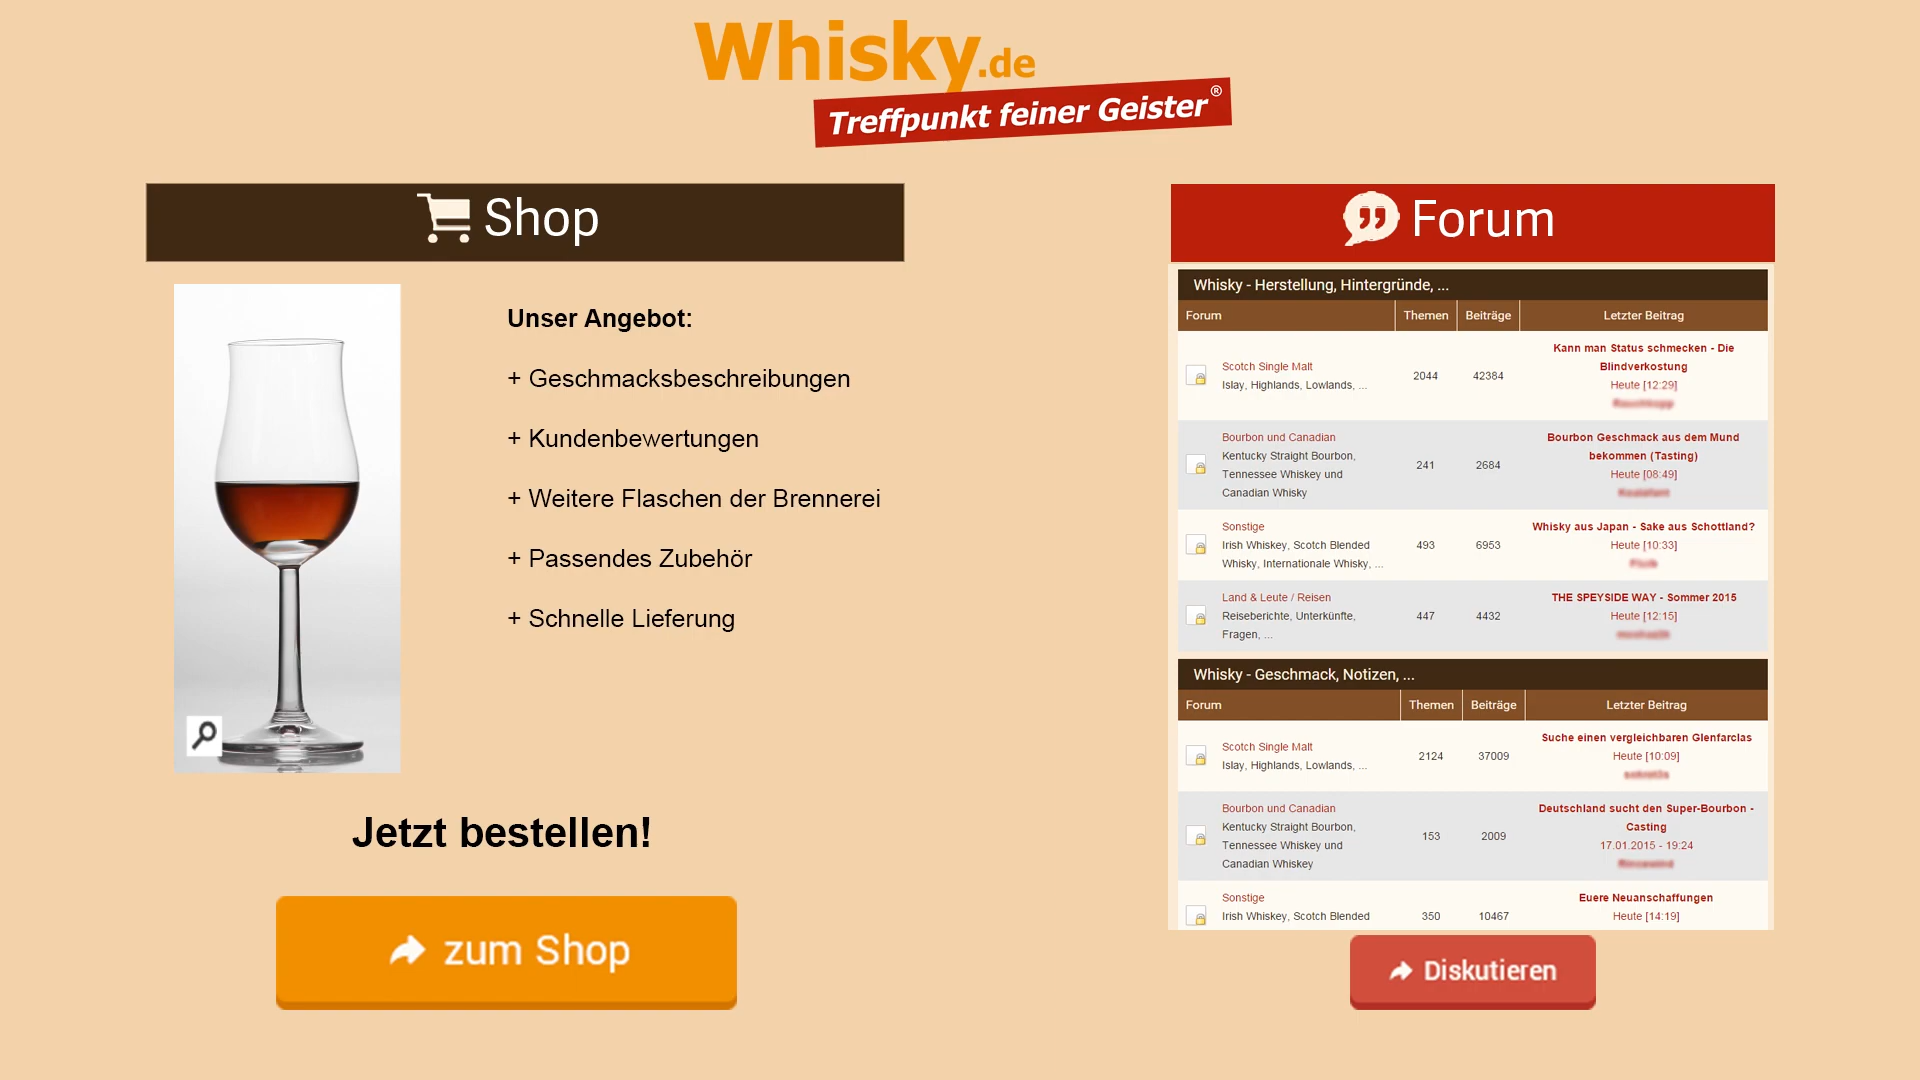 Whisky.de
Treffpunkt feiner Geister®
Shop
Unser Angebot:
+ Geschmacksbeschreibungen
+ Kundenbewertungen
+ Weitere Flaschen der Brennerei
+ Passendes Zubehör
+ Schnelle Lieferung
Jetzt bestellen!
zum Shop
Forum
Whisky - Herstellung, Hintergründe, ...
Forum Themen Beiträge Letzter Beitrag
Kann man Status schmecken - Die
Scotch Single Malt Blindverkostung
Islay, Highlands, Lowlands, ... 2044 42384 Heute [12:29]
Bourbon und Canadian Bourbon Geschmack aus dem Mund
Kentucky Straight Bourbon, bekommen (Tasting)
Tennessee Whiskey und 241 2684 Heute [08:49]
Canadian Whisky
Sonstige Whisky aus Japan - Sake aus Schottland?
Irish Whiskey, Scotch Blended 493 6953 Heute [10:33]
Whisky, Internationale Whisky, ...
Land & Leute / Reisen THE SPEYSIDE WAY - Sommer 2015
Reiseberichte, Unterkünfte, 447 4432 Heute [12:15]
Fragen, ...
Whisky - Geschmack, Notizen, ...
Forum Themen Beiträge Letzter Beitrag
Suche einen vergleichbaren Glenfarclas
Scotch Single Malt 2124 37009 Heute [10:09]
Islay, Highlands, Lowlands, ...
Bourbon und Canadian Deutschland sucht den Super-Bourbon -
Kentucky Straight Bourbon, Casting
Tennessee Whiskey und 153 2009 17.01.2015 - 19:24
Canadian Whiskey
Sonstige Euere Neuanschaffungen
Irish Whiskey, Scotch Blended 350 10467 Heute [14:19]
Diskutieren